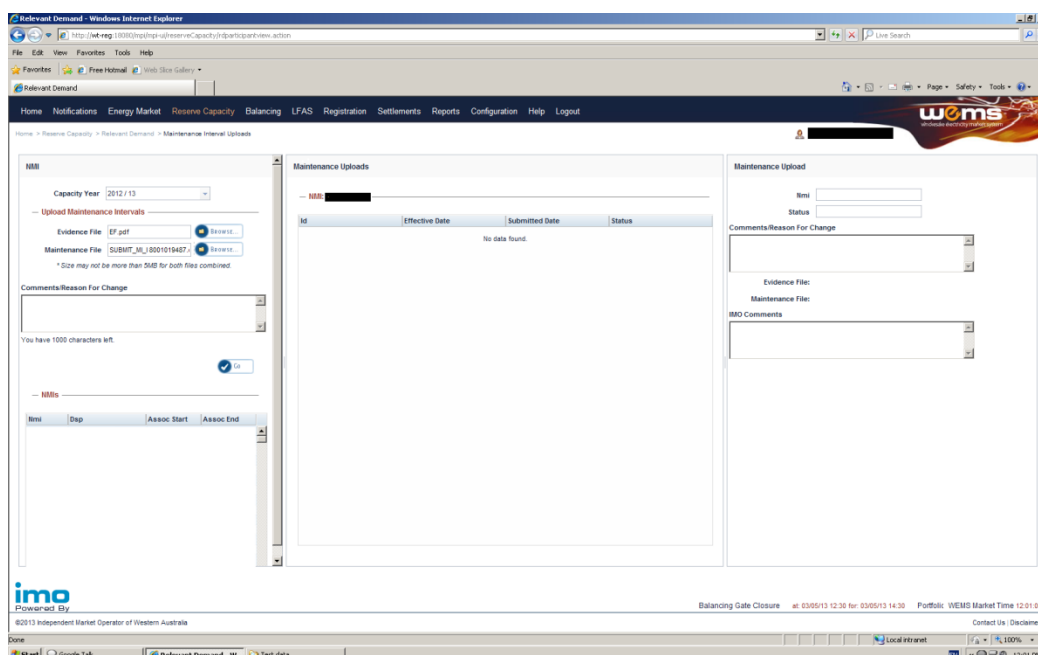 Relevant Demand - Windows Internet Explorer
http://wt-reg:18080/mpi/mpi-ui/reserveCapacity/rdparticipantview.action
Live Search
File Edit View Favorites Tools Help
Favorites Free Hotmail Web Slice Gallery
Relevant Demand
Page Safety Tools
Home Notifications Energy Market Reserve Capacity Balancing LFAS Registration Settlements Reports Configuration Help Logout
wems
wholesale electricity market system
Home > Reserve Capacity > Relevant Demand > Maintenance Interval Uploads
NMI
Capacity Year 2012 / 13
Upload Maintenance Intervals
Evidence File EF.pdf Browse...
Maintenance File SUBMIT_MI_I8001019487. Browse...
* Size may not be more than 5MB for both files combined.
Comments/Reason For Change
You have 1000 characters left.
Go
NMIs
Nmi Dsp Assoc Start Assoc End
Maintenance Uploads
NMI:
Id Effective Date Submitted Date Status
No data found.
Maintenance Upload
Nmi
Status
Comments/Reason For Change
Evidence File:
Maintenance File:
IMO Comments
imo
Powered By
Balancing Gate Closure at: 03/05/13 12:30 for: 03/05/13 14:30 Portfolio: WEMS Market Time 12:01:0
©2013 Independent Market Operator of Western Australia
Contact Us | Disclaime
Done
Local intranet
100%
Start Google Talk Relevant Demand - Wi... Test data
12:01 PM